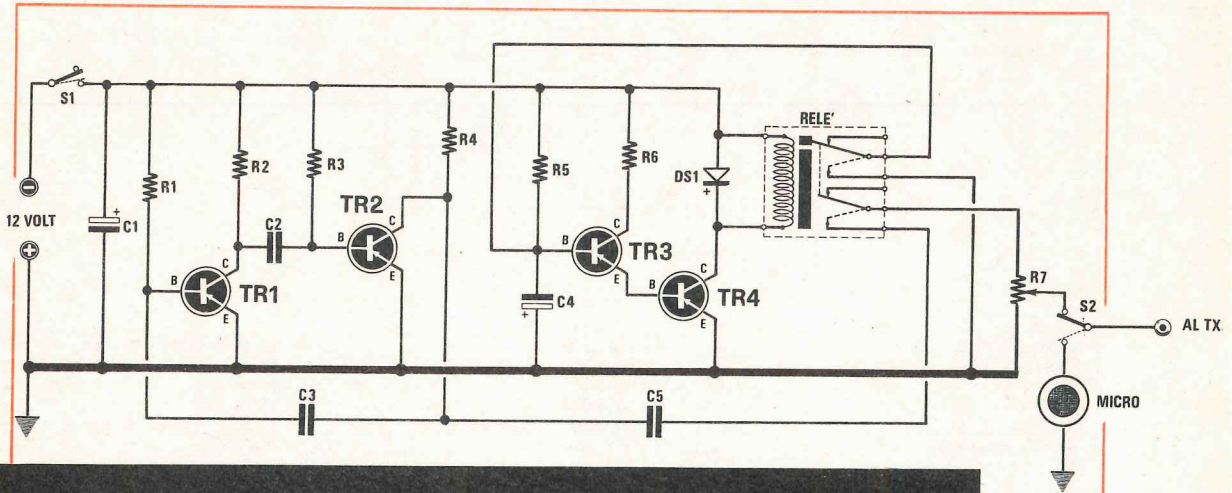 S1
12 VOLT
C1
+
R1
R2
C2
R3
TR1
B
C
E
TR2
B
C
E
R4
C3
R5
R6
C4
+
TR3
B
C
E
TR4
B
C
E
DS1
+
RELE'
C5
R7
S2
AL TX
MICRO